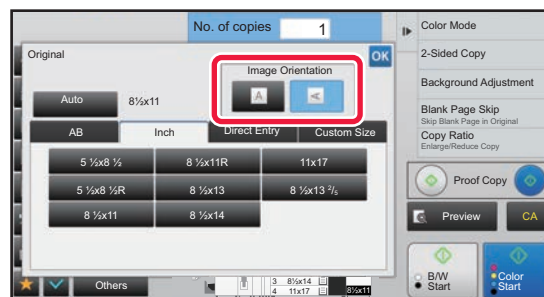 No. of copies 1
Original
OK
Image Orientation
A A
Auto 8½x11
AB Inch Direct Entry Custom Size
5 ½x8 ½ 8 ½x11R 11x17
5 ½x8 ½R 8 ½x13 8 ½x13 ²/₅
8 ½x11 8 ½x14
Others
3 8½x14
4 11x17
8½x11
Color Mode
2-Sided Copy
Background Adjustment
Blank Page Skip
Skip Blank Page in Original
Copy Ratio
Enlarge/Reduce Copy
Proof Copy
Preview CA
B/W
Start
Color
Start